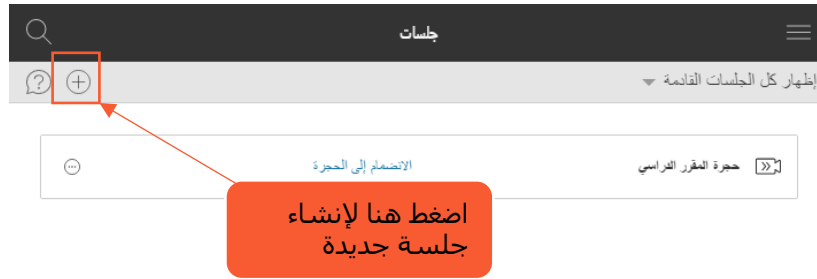 جلسات
إظهار كل الجلسات القادمة
حجرة المقرر الدراسي
الانضمام إلى الحجرة
اضغط هنا لإنشاء
جلسة جديدة